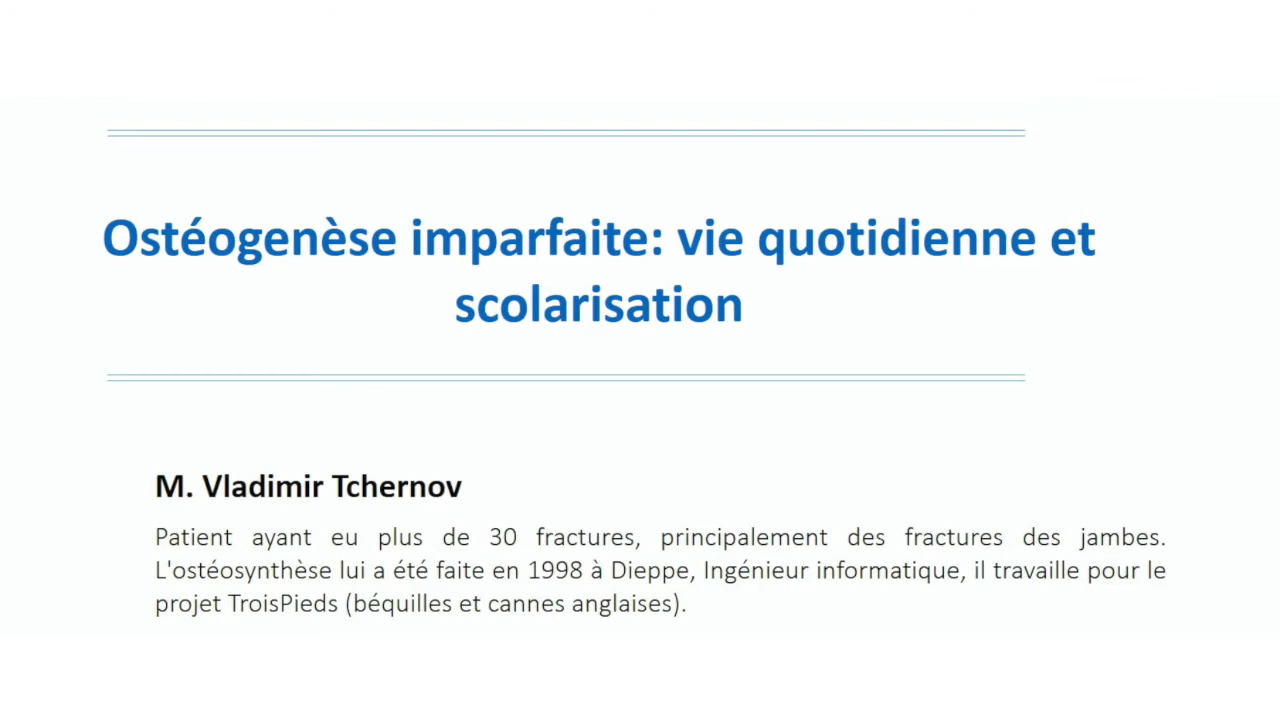 Ostéogenèse imparfaite: vie quotidienne et
scolarisation
M. Vladimir Tchernov
Patient ayant eu plus de 30 fractures, principalement des fractures des jambes.
L'ostéosynthèse lui a été faite en 1998 à Dieppe, Ingénieur informatique, il travaille pour le
projet TroisPieds (béquilles et cannes anglaises).